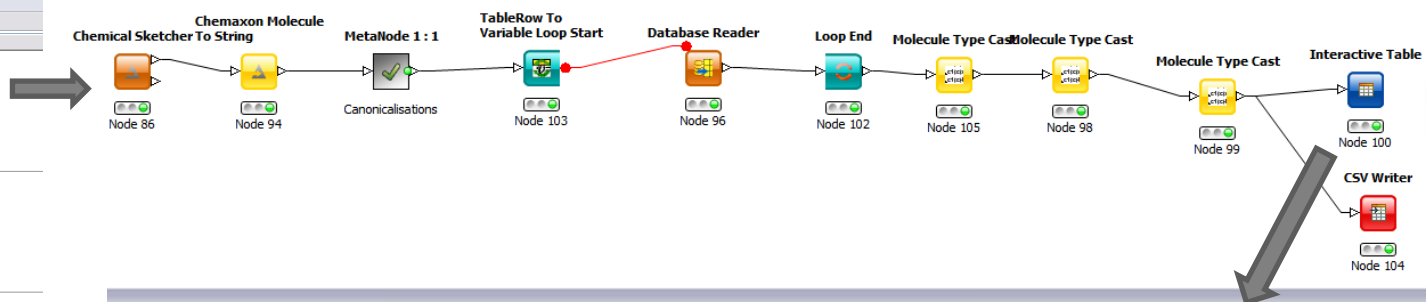 Chemical Sketcher
Node 86
Chemaxon Molecule
To String
Node 94
MetaNode 1 : 1
Canonicalisations
TableRow To
Variable Loop Start
Node 103
Database Reader
Node 96
Loop End
Node 102
Molecule Type Cast
Node 105
Molecule Type Cast
Node 98
Molecule Type Cast
Node 99
Interactive Table
Node 100
CSV Writer
Node 104